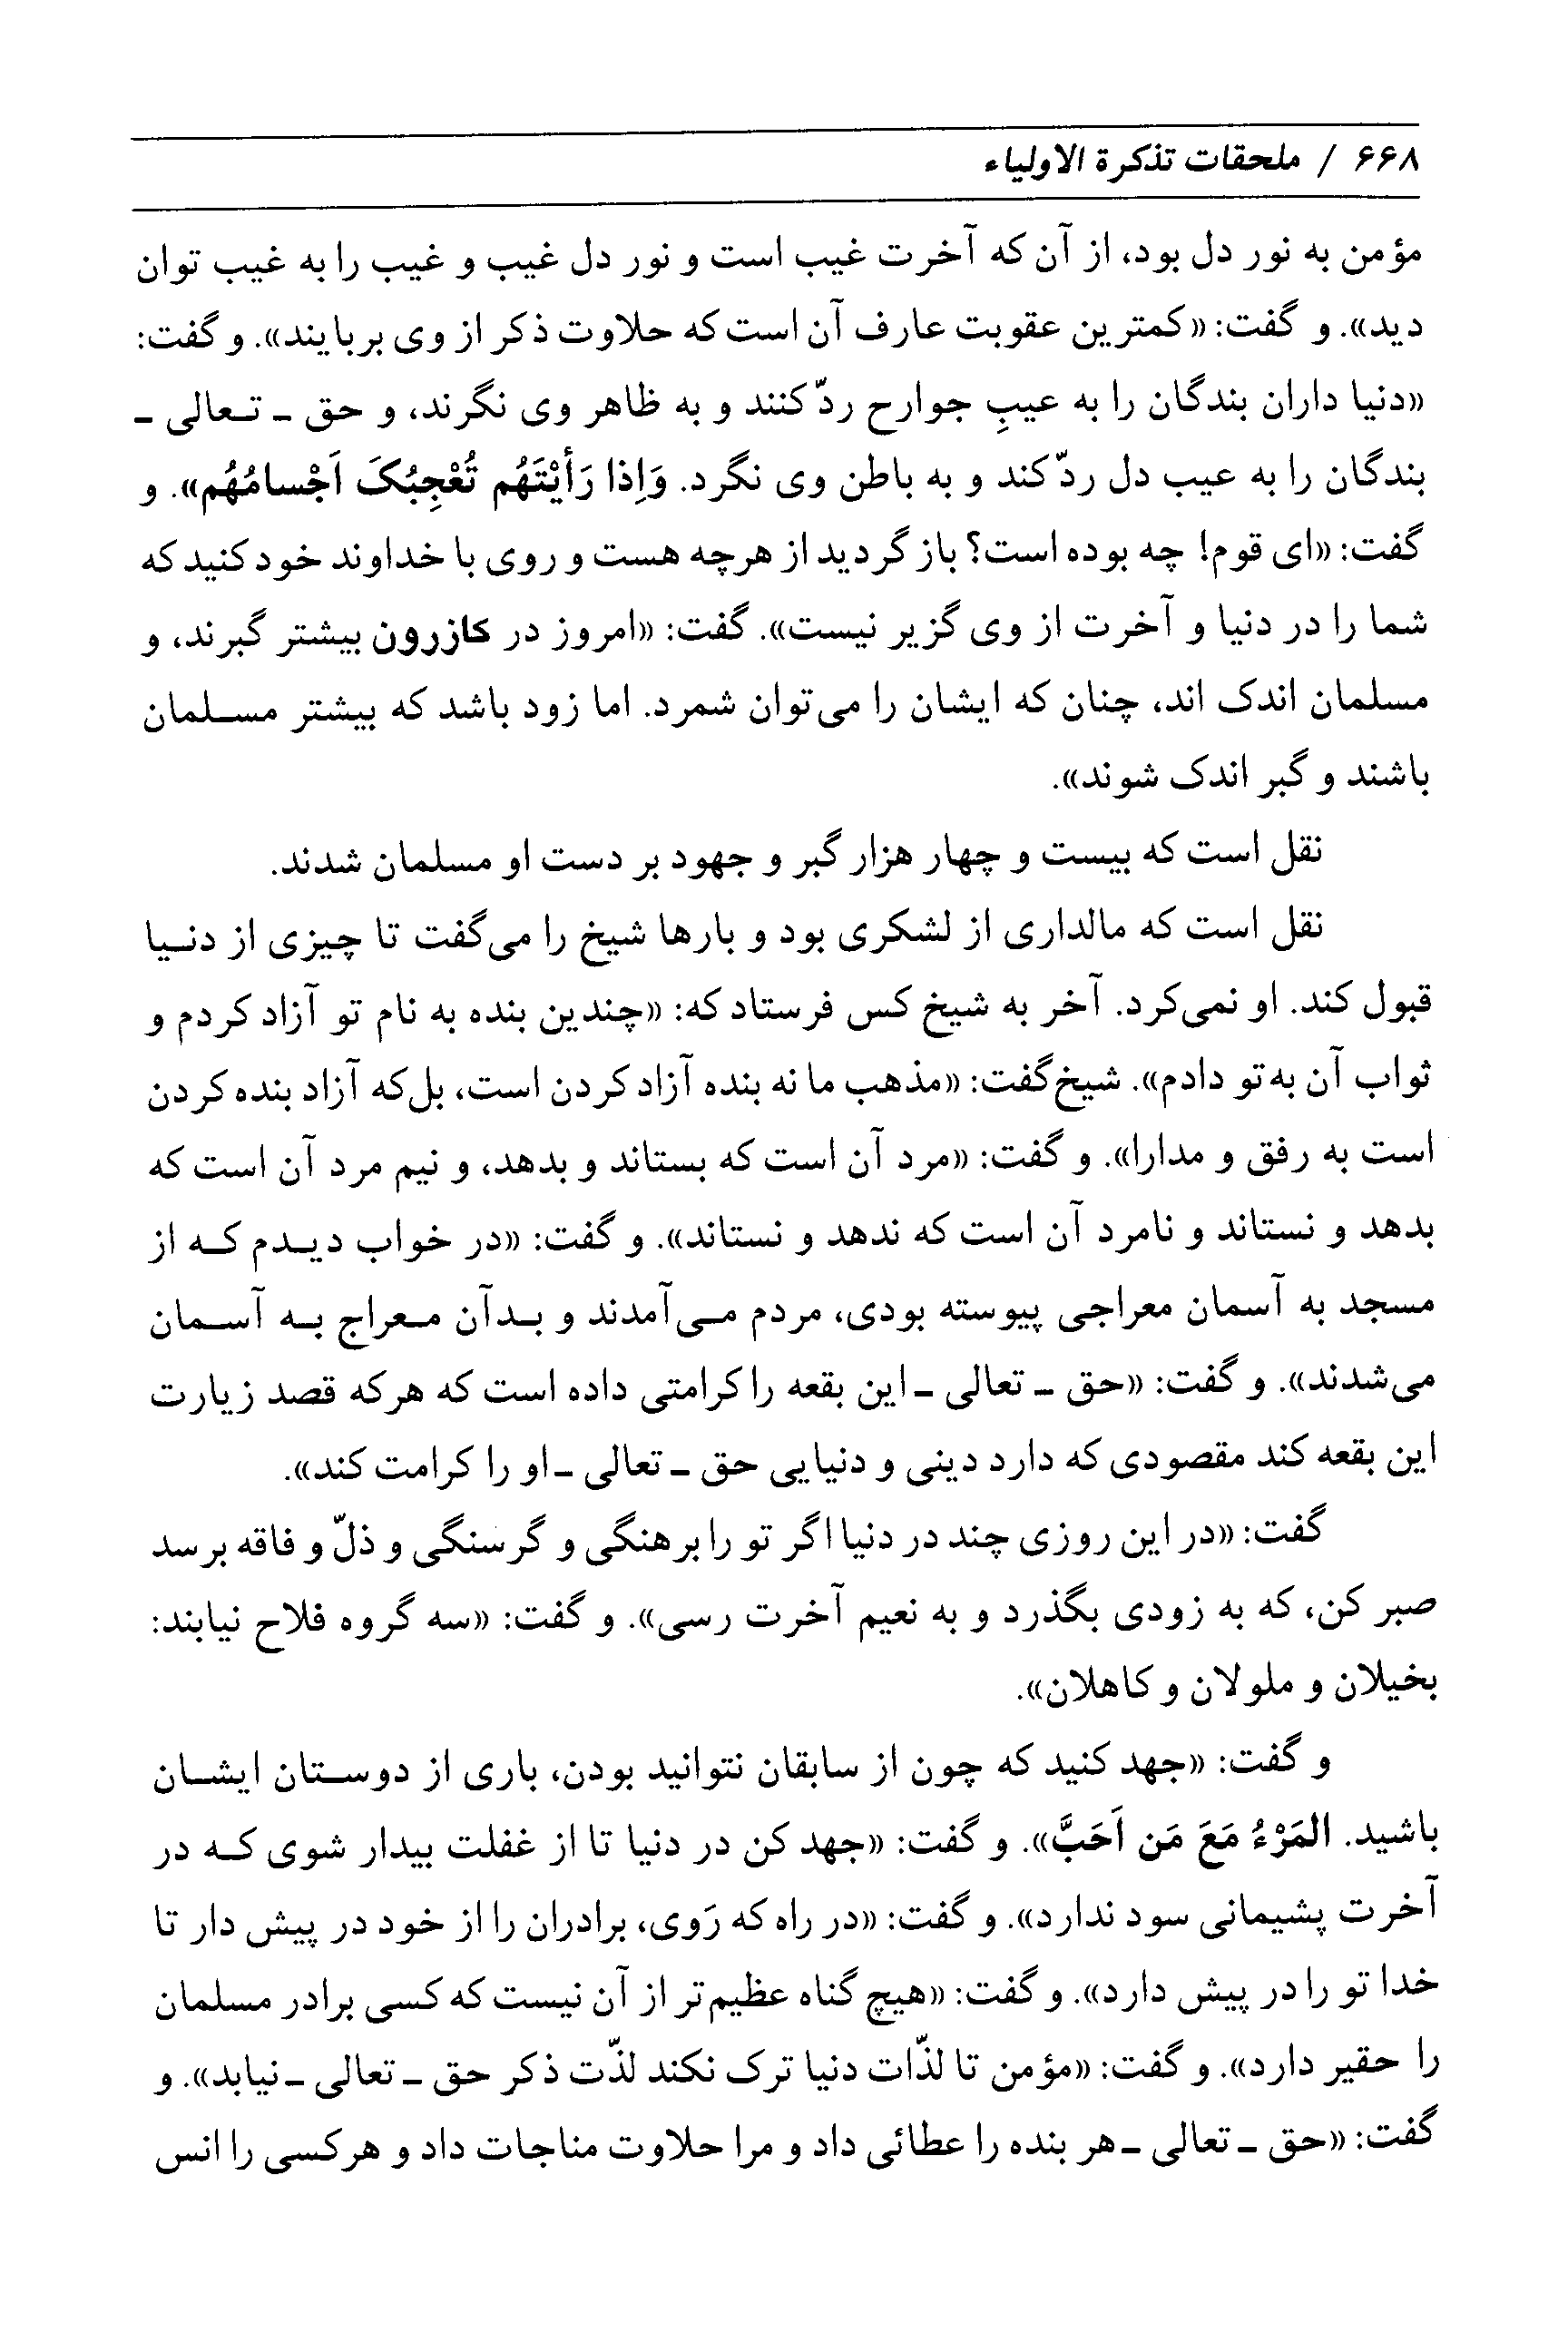 ۶۶۸ / ملحقات تذکرة الاولیاء
مؤمن به نور دل بود، از آن که آخرت غیب است و نور دل غیب و غیب را به غیب توان
دید». و گفت: «کمترین عقوبت عارف آن است که حلاوت ذکر از وی بربایند». و گفت:
«دنیا داران بندگان را به عیبِ جوارح ردّ کنند و به ظاهر وی نگرند، و حق ـ تعالی ـ
بندگان را به عیب دل ردّ کند و به باطن وی نگرد. وَاِذا رَأَیْتَهُم تُعْجِبُکَ اَجْسامُهُم». و
گفت: «ای قوم! چه بوده است؟ باز گردید از هرچه هست و روی با خداوند خود کنید که
شما را در دنیا و آخرت از وی گزیر نیست». گفت: «امروز در کازرون بیشتر گبرند، و
مسلمان اندک اند، چنان که ایشان را می‌توان شمرد. اما زود باشد که بیشتر مسلمان
باشند و گبر اندک شوند».
نقل است که بیست و چهار هزار گبر و جهود بر دست او مسلمان شدند.
نقل است که مالداری از لشکری بود و بارها شیخ را می‌گفت تا چیزی از دنیا
قبول کند. او نمی‌کرد. آخر به شیخ کس فرستاد که: «چندین بنده به نام تو آزاد کردم و
ثواب آن به تو دادم». شیخ گفت: «مذهب ما نه بنده آزاد کردن است، بل‌که آزاد بنده کردن
است به رفق و مدارا». و گفت: «مرد آن است که بستاند و بدهد، و نیم مرد آن است که
بدهد و نستاند و نامرد آن است که ندهد و نستاند». و گفت: «در خواب دیدم که از
مسجد به آسمان معراجی پیوسته بودی، مردم می‌آمدند و بدآن معراج به آسمان
می‌شدند». و گفت: «حق ـ تعالی ـ این بقعه را کرامتی داده است که هرکه قصد زیارت
این بقعه کند مقصودی که دارد دینی و دنیایی حق ـ تعالی ـ او را کرامت کند».
گفت: «در این روزی چند در دنیا اگر تو را برهنگی و گرسنگی و ذلّ و فاقه برسد
صبر کن، که به زودی بگذرد و به نعیم آخرت رسی». و گفت: «سه گروه فلاح نیابند:
بخیلان و ملولان و کاهلان».
و گفت: «جهد کنید که چون از سابقان نتوانید بودن، باری از دوستان ایشان
باشید. المَرْءُ مَعَ مَن اَحَبَّ». و گفت: «جهد کن در دنیا تا از غفلت بیدار شوی که در
آخرت پشیمانی سود ندارد». و گفت: «در راه که رَوی، برادران را از خود در پیش دار تا
خدا تو را در پیش دارد». و گفت: «هیچ گناه عظیم‌تر از آن نیست که کسی برادر مسلمان
را حقیر دارد». و گفت: «مؤمن تا لذّات دنیا ترک نکند لذّت ذکر حق ـ تعالی ـ نیابد». و
گفت: «حق ـ تعالی ـ هر بنده را عطائی داد و مرا حلاوت مناجات داد و هرکسی را انس